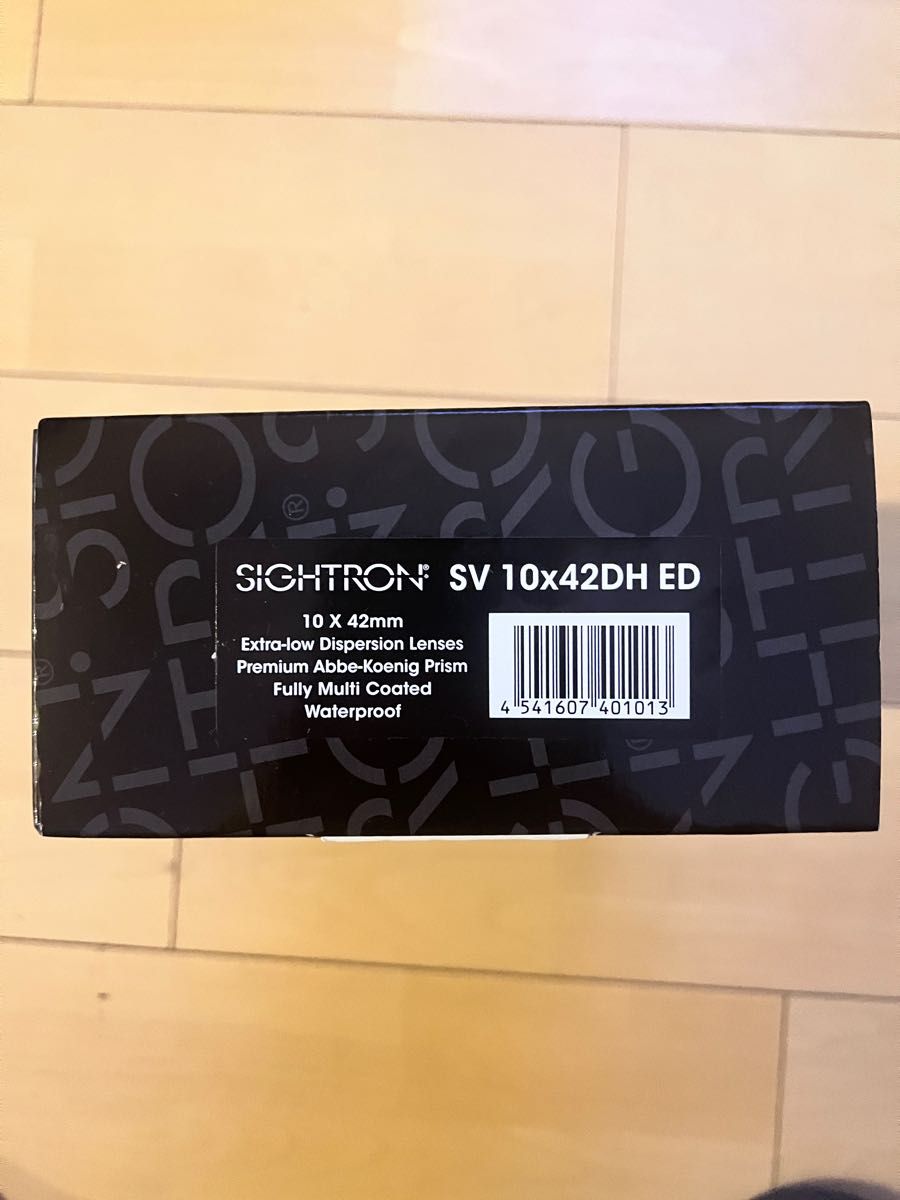 SIGHTRON® SV 10x42DH ED
10 X 42mm
Extra-low Dispersion Lenses
Premium Abbe-Koenig Prism
Fully Multi Coated
Waterproof
4 541607 401013